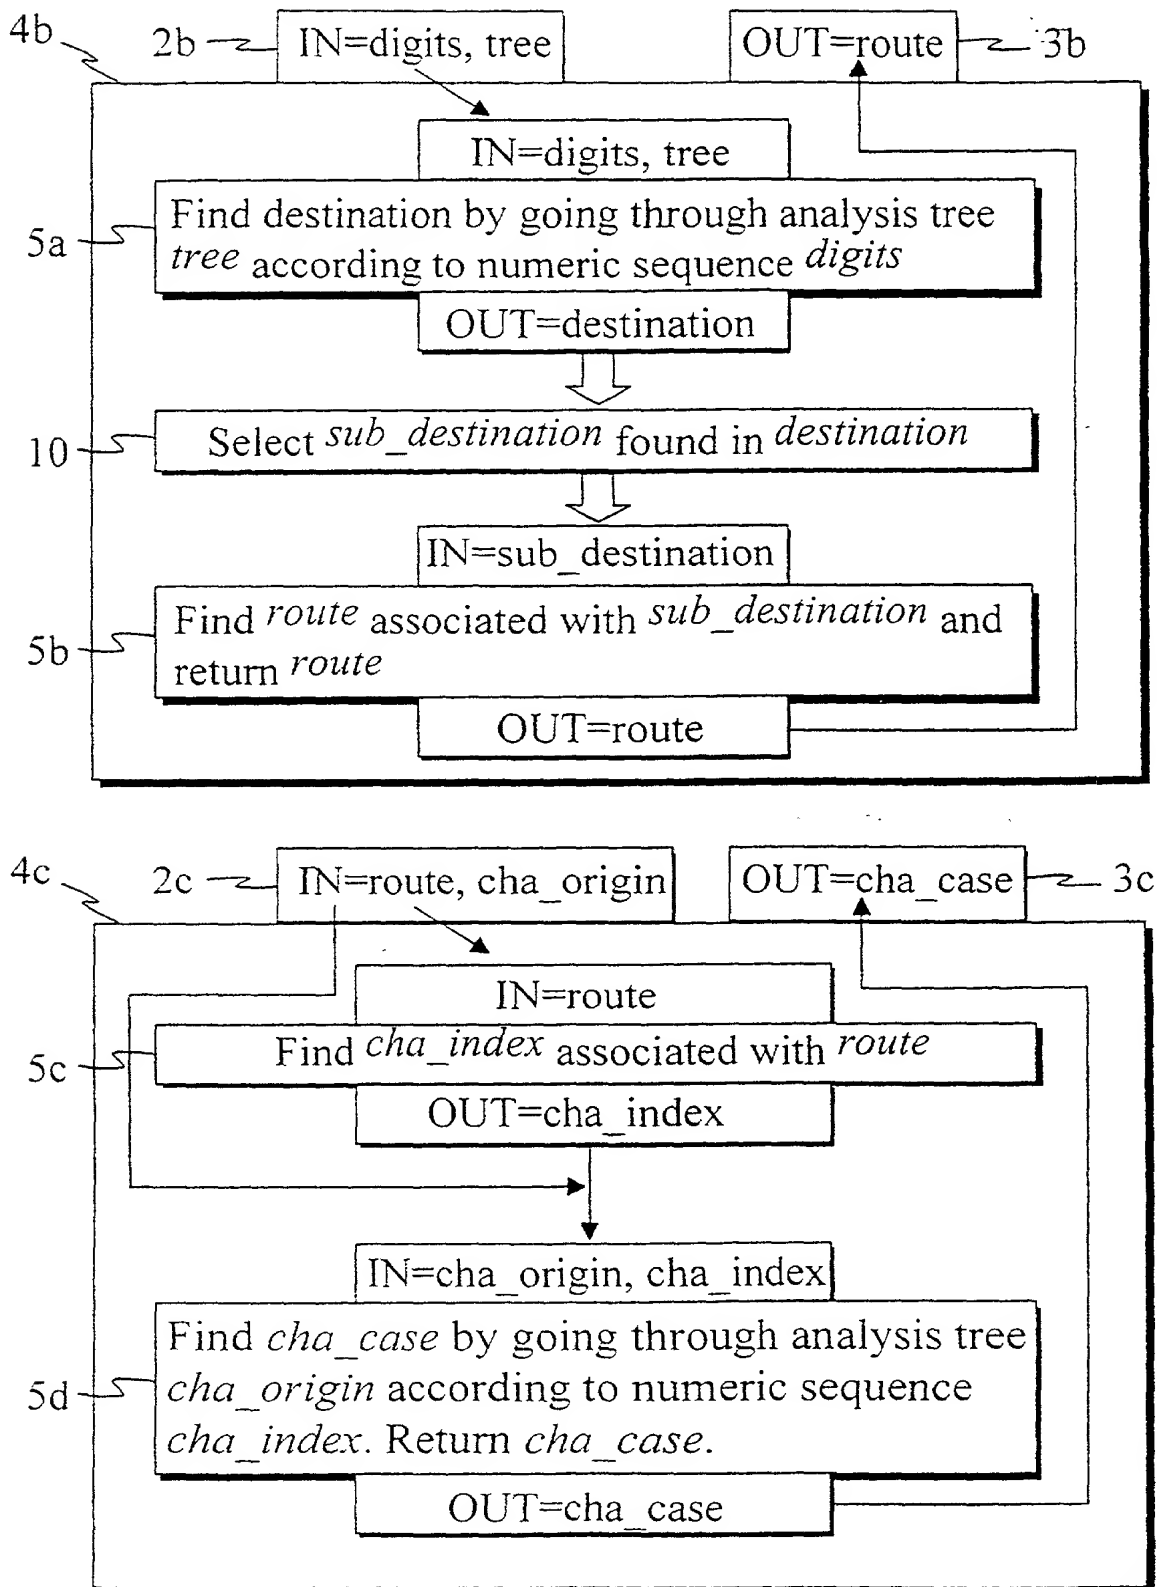 4b
2b
IN=digits, tree
OUT=route
3b
IN=digits, tree
5a
Find destination by going through analysis tree
tree according to numeric sequence digits
OUT=destination
10
Select sub_destination found in destination
IN=sub_destination
5b
Find route associated with sub_destination and
return route
OUT=route
4c
2c
IN=route, cha_origin
OUT=cha_case
3c
IN=route
5c
Find cha_index associated with route
OUT=cha_index
IN=cha_origin, cha_index
5d
Find cha_case by going through analysis tree
cha_origin according to numeric sequence
cha_index. Return cha_case.
OUT=cha_case